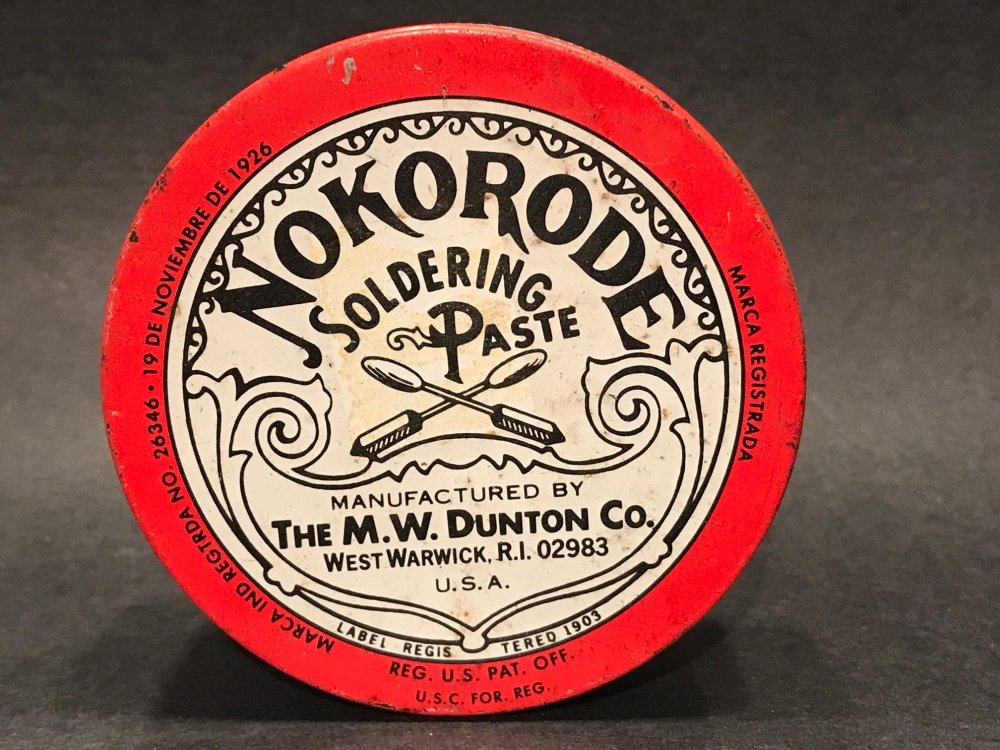 NOKORODE
SOLDERING
PASTE
MANUFACTURED BY
THE M.W. DUNTON CO.
WEST WARWICK, R.I. 02983
U.S.A.
LABEL REGISTERED 1903
MARCA IND REGTRDA NO. 26346 • 19 DE NOVIEMBRE DE 1926
MARCA REGISTRADA
REG. U.S. PAT. OFF.
U.S.C. FOR. REG.